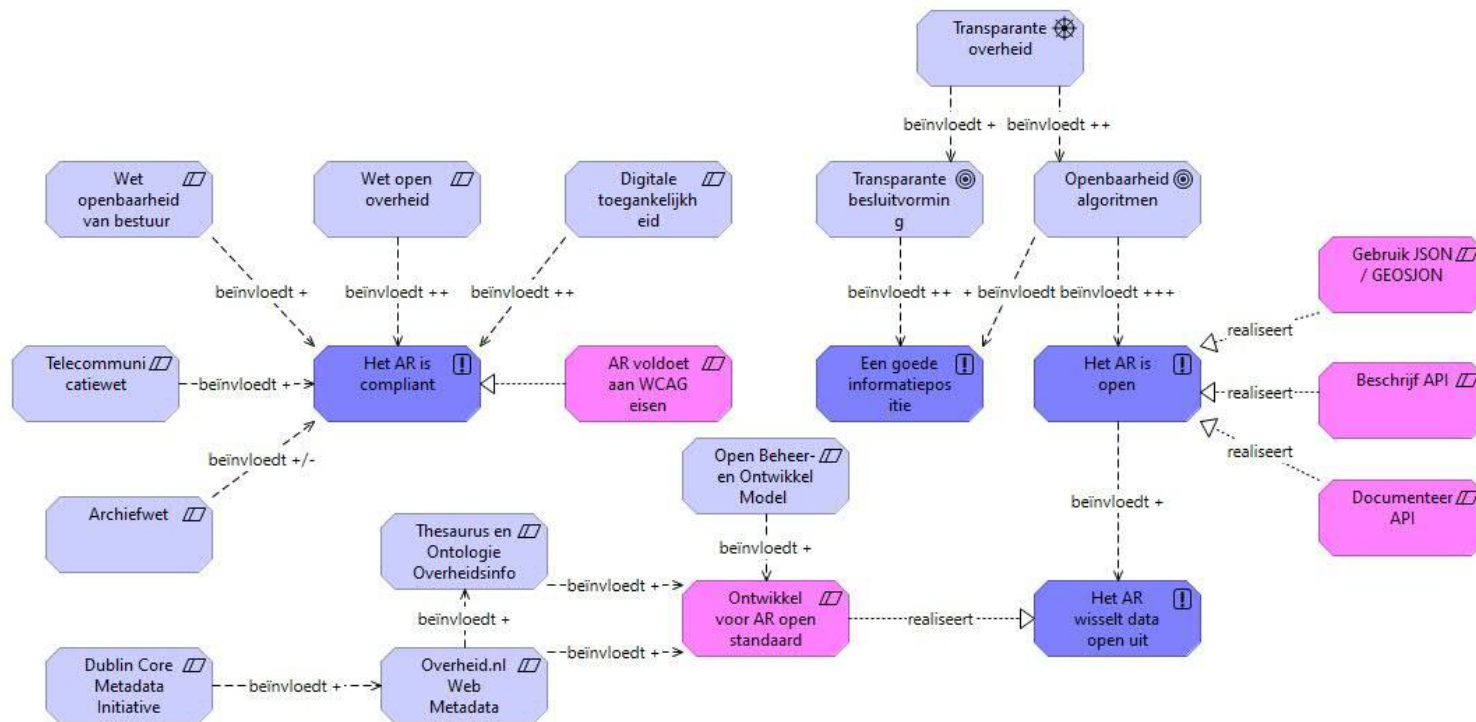 Transparante
overheid
beïnvloedt +
beïnvloedt ++
Wet
openbaarheid
van bestuur
Wet open
overheid
Digitale
toegankelijkh
eid
Transparante
besluitvormin
g
Openbaarheid
algoritmen
Gebruik JSON
/ GEOSJON
beïnvloedt +
beïnvloedt ++
beïnvloedt ++
beïnvloedt ++
+ beïnvloedt
beïnvloedt +++
realiseert
Telecommuni
catiewet
beïnvloedt +
Het AR is
compliant
AR voldoet
aan WCAG
eisen
Een goede
informatiepos
itie
Het AR is
open
realiseert
Beschrijf API
beïnvloedt +/-
realiseert
Open Beheer-
en Ontwikkel
Model
Archiefwet
beïnvloedt +
Documenteer
API
Thesaurus en
Ontologie
Overheidsinfo
beïnvloedt +
beïnvloedt +
Ontwikkel
voor AR open
standaard
realiseert
Het AR
wisselt data
open uit
beïnvloedt +
beïnvloedt +
Dublin Core
Metadata
Initiative
beïnvloedt +
Overheid.nl
Web
Metadata